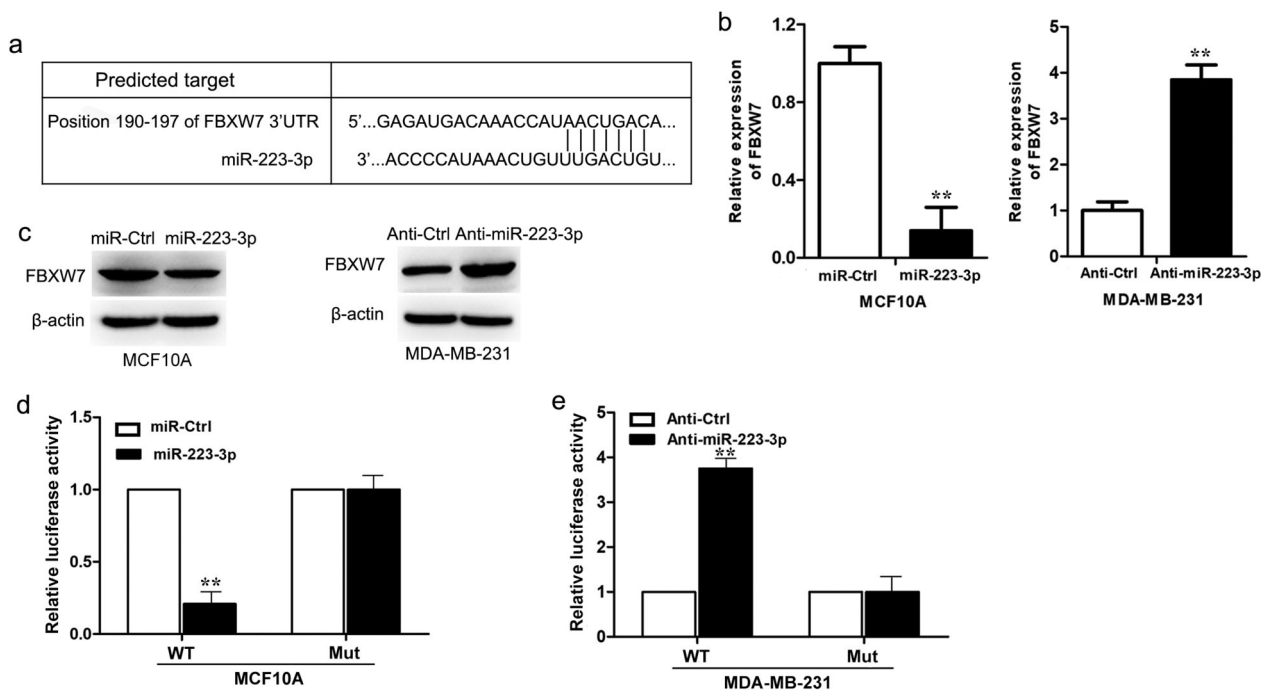 a
Predicted target
Position 190-197 of FBXW7 3'UTR 5'...GAGAUGACAAACCAUAACUGACA...
miR-223-3p 3'...ACCCCAUAAACUGUUUGACUGU...
b
Relative expression
of FBXW7
1.2
0.8
0.4
0.0
miR-Ctrl miR-223-3p
MCF10A
Relative expression
of FBXW7
5
4
3
2
1
0
**
**
Anti-Ctrl Anti-miR-223-3p
MDA-MB-231
c
miR-Ctrl miR-223-3p
FBXW7
β-actin
MCF10A
Anti-Ctrl Anti-miR-223-3p
FBXW7
β-actin
MDA-MB-231
d
Relative luciferase activity
1.5
1.0
0.5
0.0
miR-Ctrl
miR-223-3p
**
WT Mut
MCF10A
e
Relative luciferase activity
5
4
3
4
2
1
0
Anti-Ctrl
Anti-miR-223-3p
**
WT Mut
MDA-MB-231